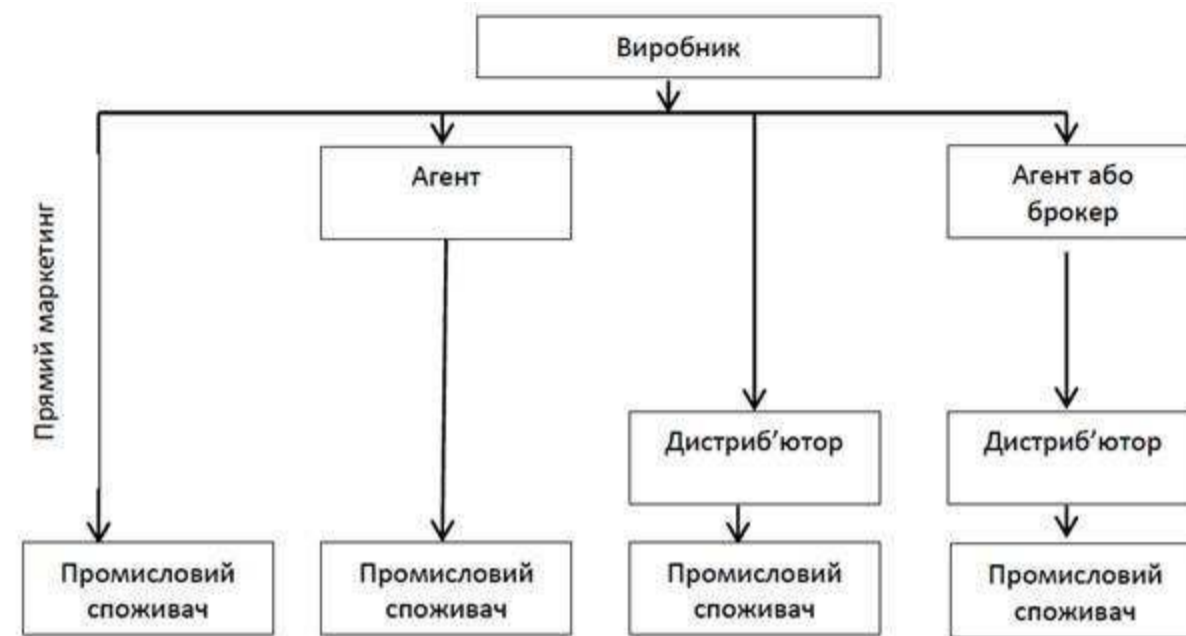 Виробник
Прямий маркетинг
Агент
Агент або
брокер
Дистриб’ютор
Дистриб’ютор
Промисловий
споживач
Промисловий
споживач
Промисловий
споживач
Промисловий
споживач